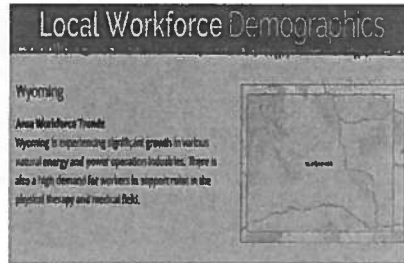 Local Workforce Demographics
Wyoming
Area Workforce Trends
Wyoming is experiencing significant growth in various
natural energy and power operation industries. There is
also a high demand for workers in support roles in the
physical therapy and medical field.